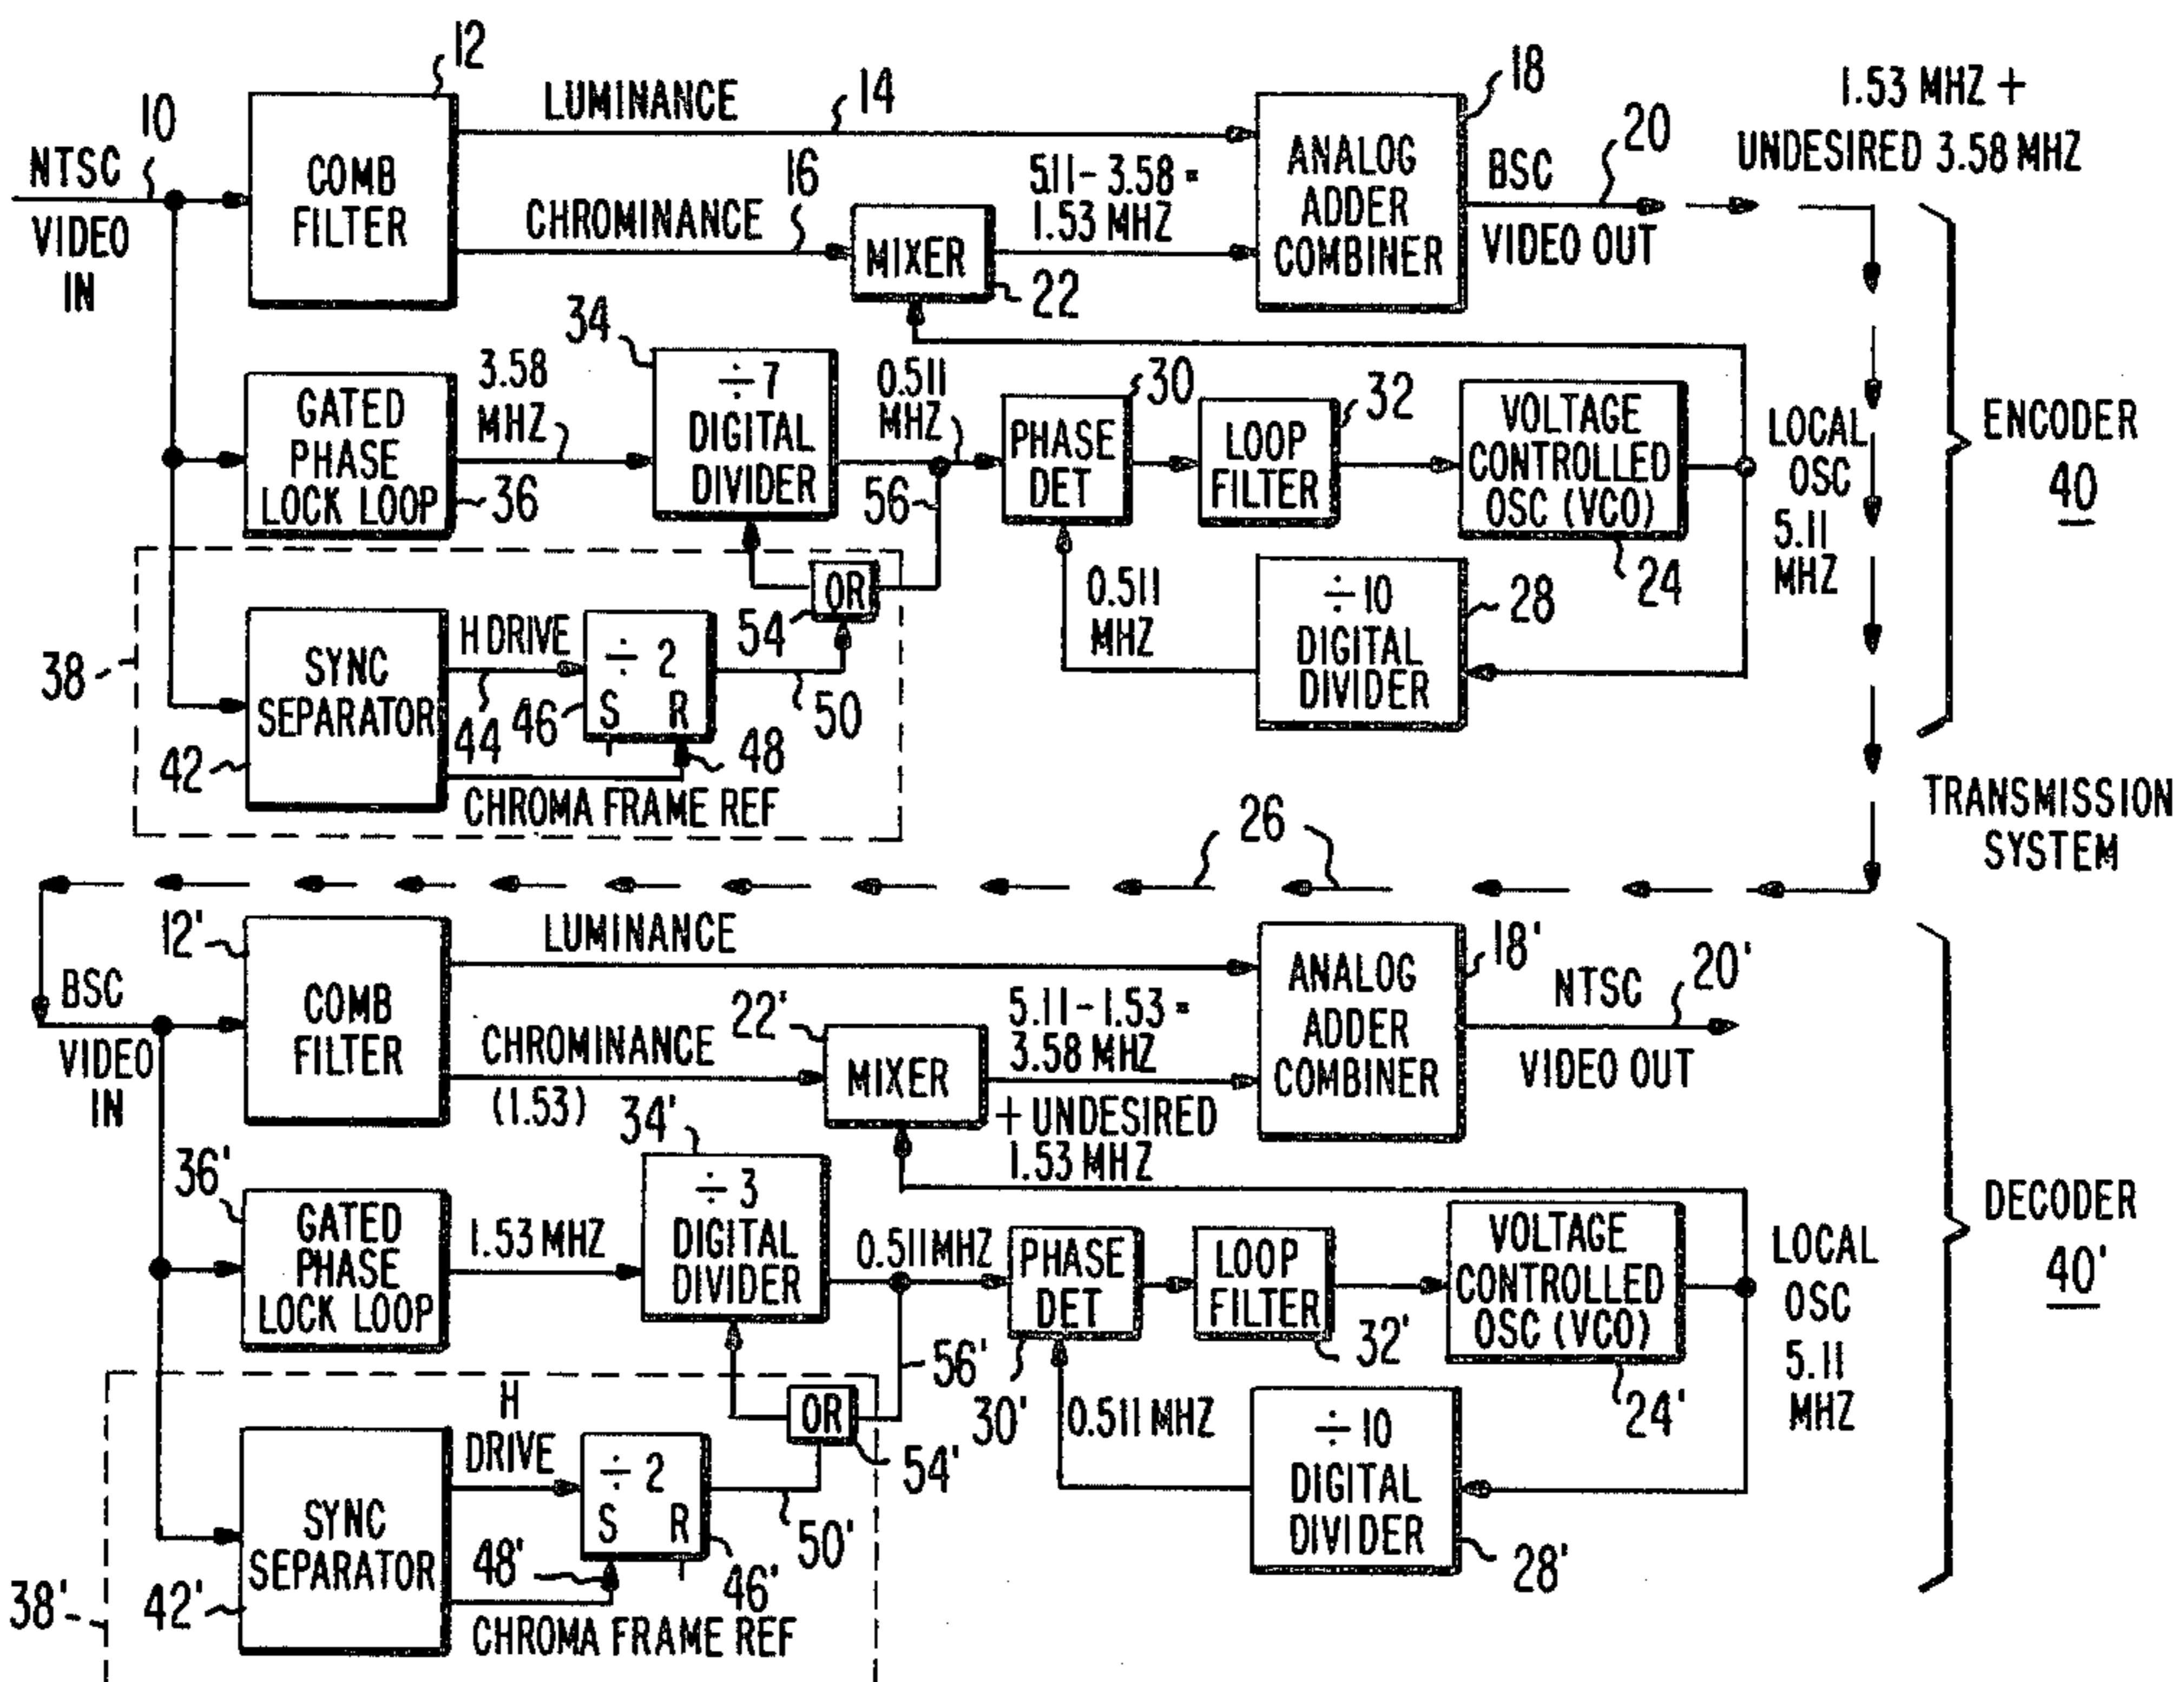 12
LUMINANCE
14
18
1.53 MHZ +
UNDESIRED 3.58 MHZ
10
NTSC
VIDEO
IN
COMB
FILTER
16
CHROMINANCE
MIXER
22
5.11-3.58 =
1.53 MHZ
ANALOG
ADDER
COMBINER
20
BSC
VIDEO OUT
34
GATED
PHASE
LOCK LOOP
36
3.58
MHZ
÷7
DIGITAL
DIVIDER
0.511
MHZ
56
30
PHASE
DET
32
LOOP
FILTER
VOLTAGE
CONTROLLED
OSC (VCO)
24
LOCAL
OSC
5.11
MHZ
ENCODER
40
38
SYNC
SEPARATOR
42
H DRIVE
44
46
÷ 2
S R
48
50
OR
54
CHROMA FRAME REF
0.511
MHZ
÷10
DIGITAL
DIVIDER
28
TRANSMISSION
SYSTEM
26
12'
LUMINANCE
BSC
VIDEO
IN
COMB
FILTER
CHROMINANCE
(1.53)
22'
MIXER
5.11-1.53 =
3.58 MHZ
+ UNDESIRED
1.53 MHZ
ANALOG
ADDER
COMBINER
18'
NTSC
20'
VIDEO OUT
36'
GATED
PHASE
LOCK LOOP
1.53 MHZ
34'
÷3
DIGITAL
DIVIDER
0.511 MHZ
56'
PHASE
DET
30'
LOOP
FILTER
32'
VOLTAGE
CONTROLLED
OSC (VCO)
24'
LOCAL
OSC
5.11
MHZ
DECODER
40'
38'
SYNC
SEPARATOR
42'
H
DRIVE
÷ 2
S R
46'
48'
50'
OR
54'
CHROMA FRAME REF
0.511 MHZ
÷10
DIGITAL
DIVIDER
28'